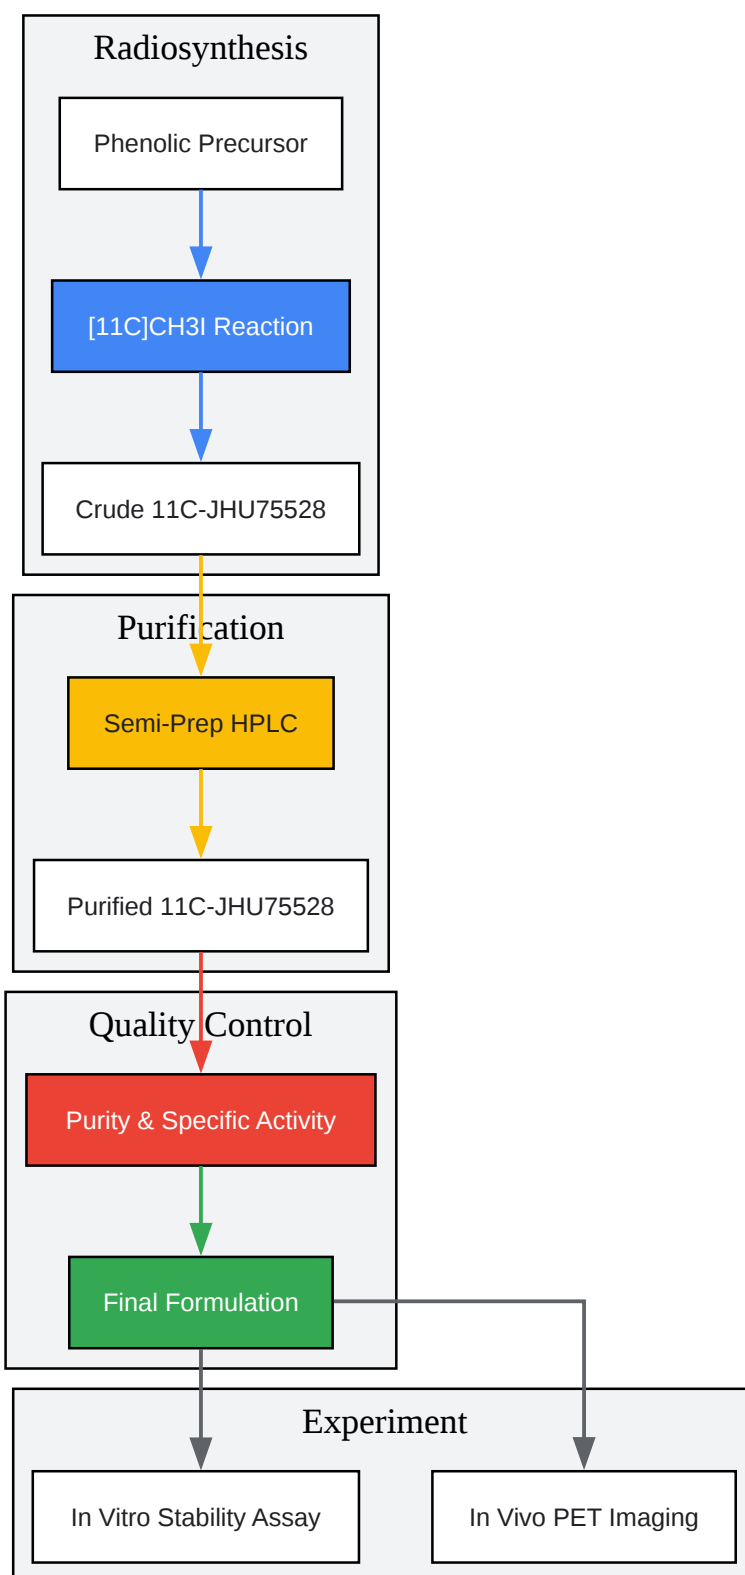 Radiosynthesis
Phenolic Precursor
[11C]CH3I Reaction
Crude 11C-JHU75528
Purification
Semi-Prep HPLC
Purified 11C-JHU75528
Quality Control
Purity & Specific Activity
Final Formulation
Experiment
In Vitro Stability Assay
In Vivo PET Imaging